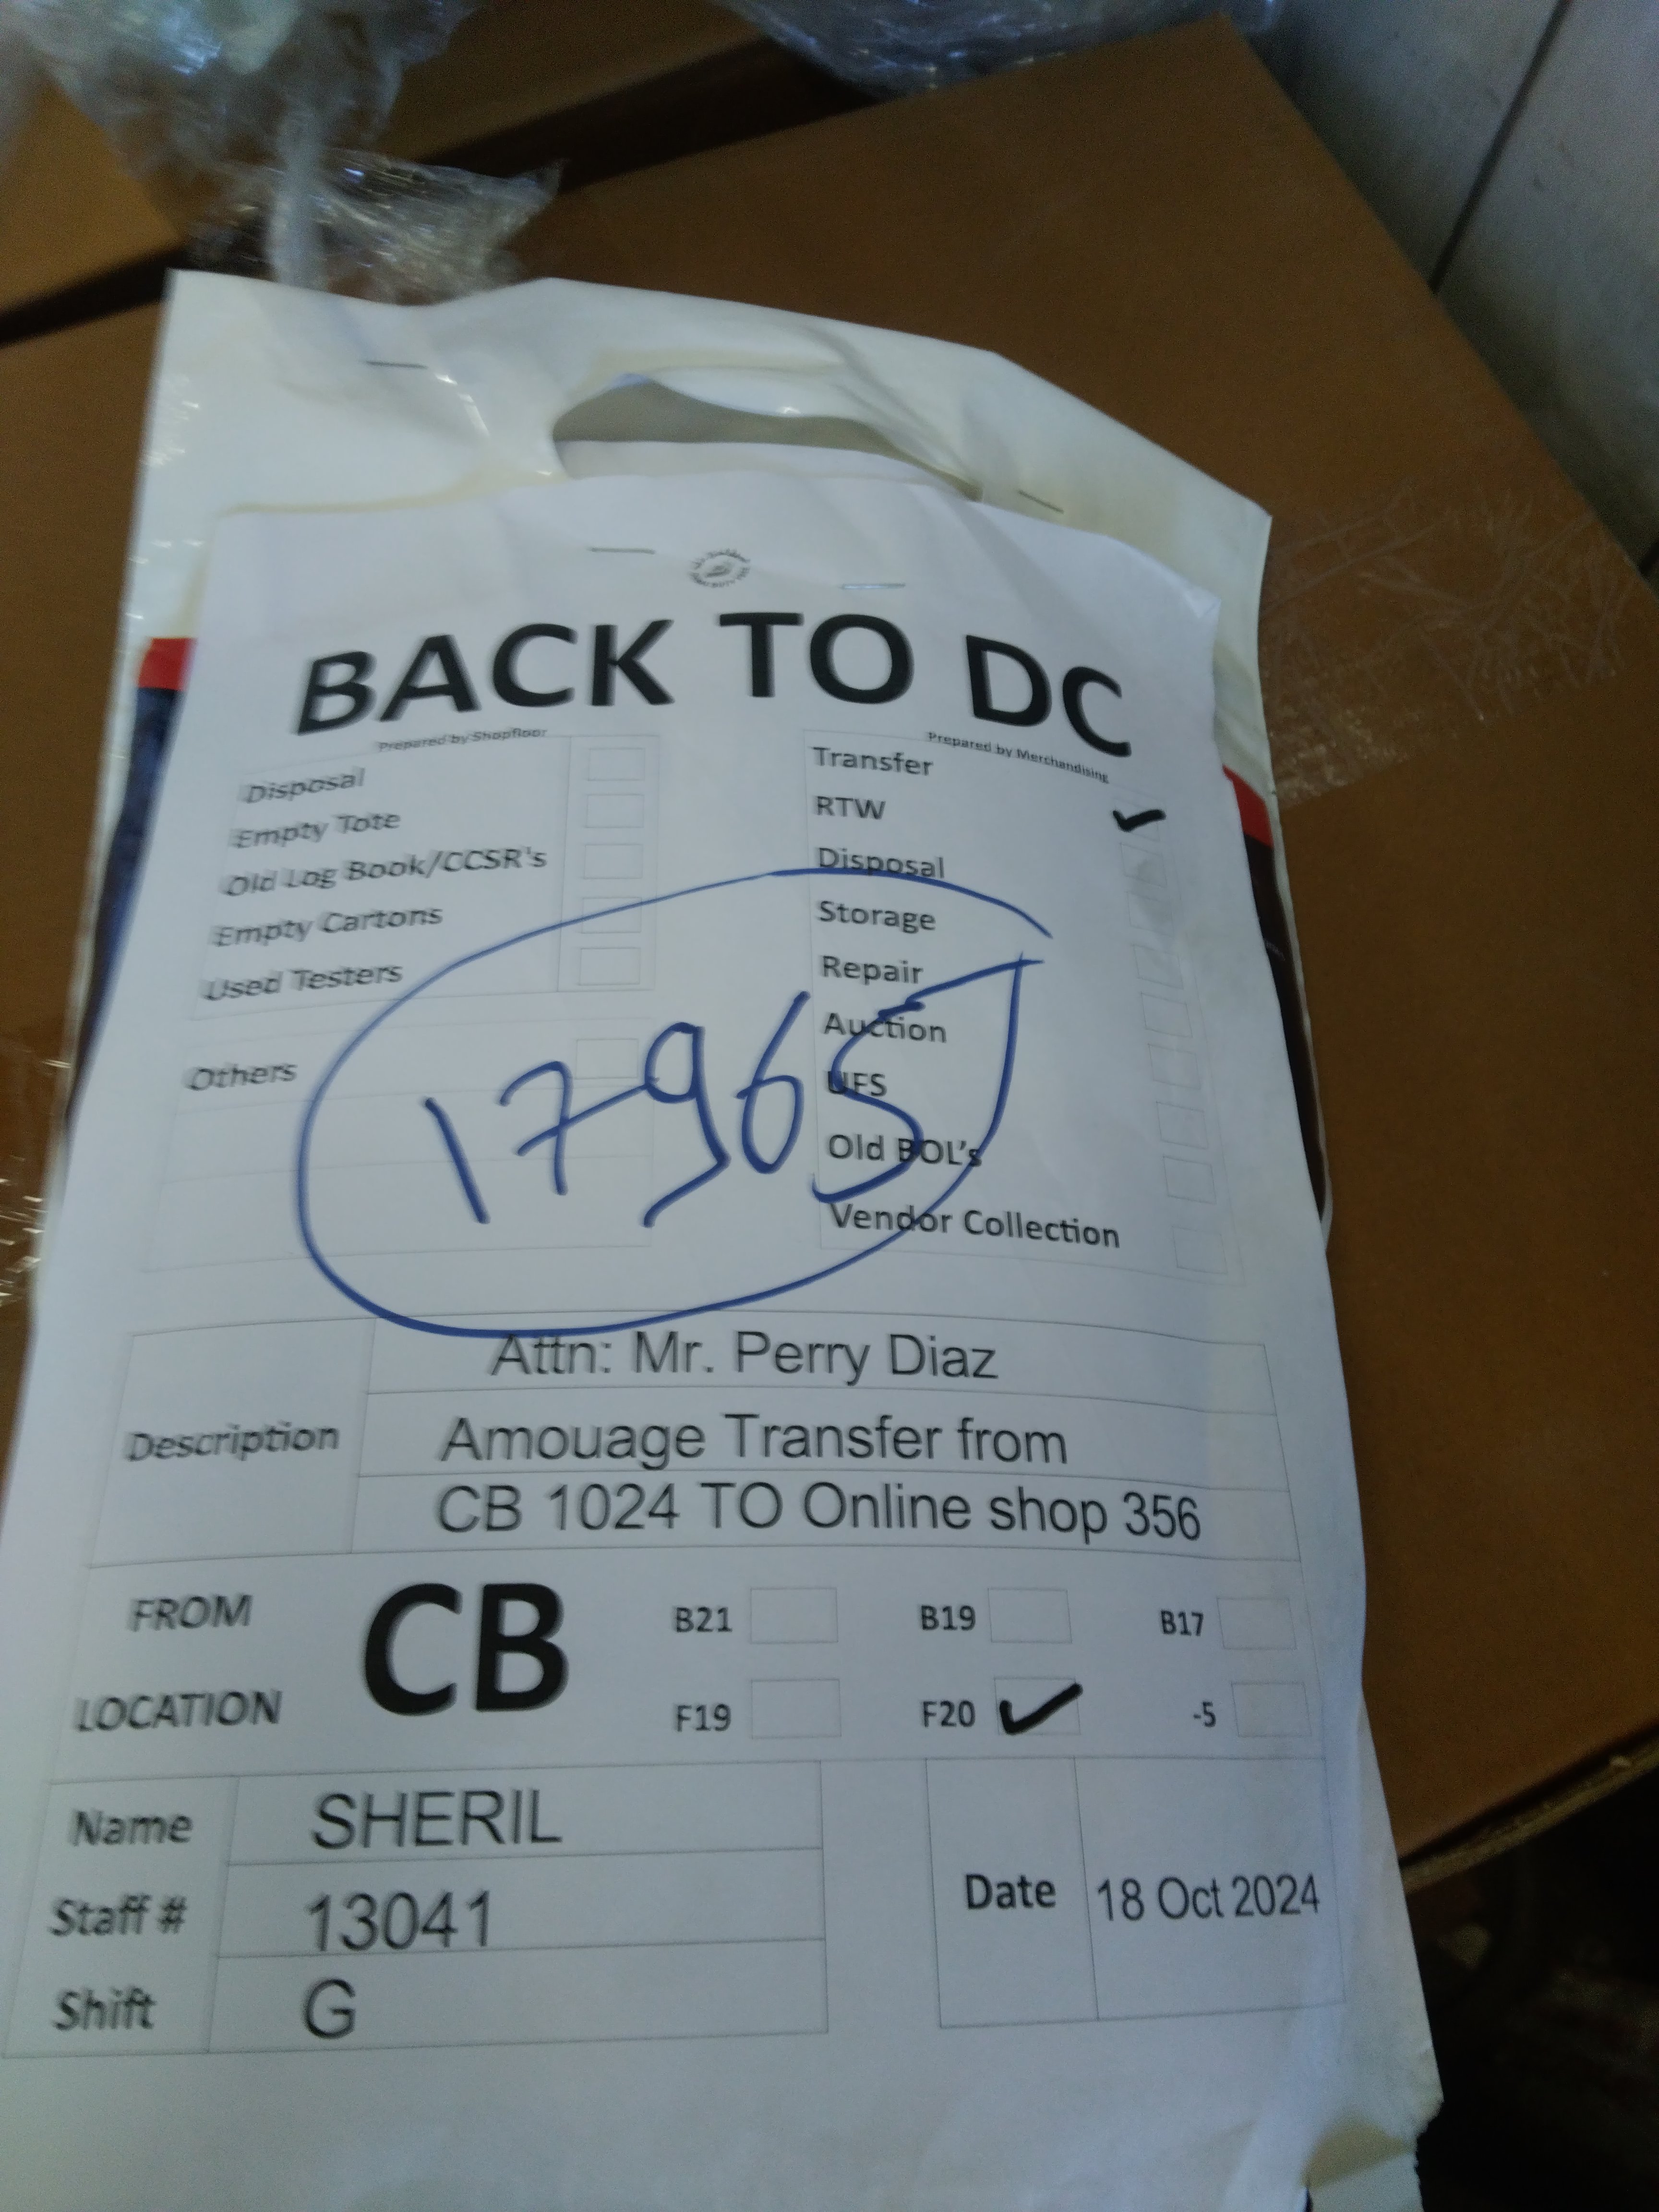 BACK TO DC
Prepared by Shopfloor
Disposal
Empty Tote
Old Log Book/CCSR's
Empty Cartons
Used Testers
Others
Prepared by Merchandising
Transfer
RTW
Disposal
Storage
Repair
Auction
UFS
Old BOL's
Vendor Collection
17965
Description
Attn: Mr. Perry Diaz
Amouage Transfer from
CB 1024 TO Online shop 356
FROM
LOCATION
CB
B21 B19 B17
F19 F20 -5
Name SHERIL
Staff # 13041
Shift G
Date 18 Oct 2024